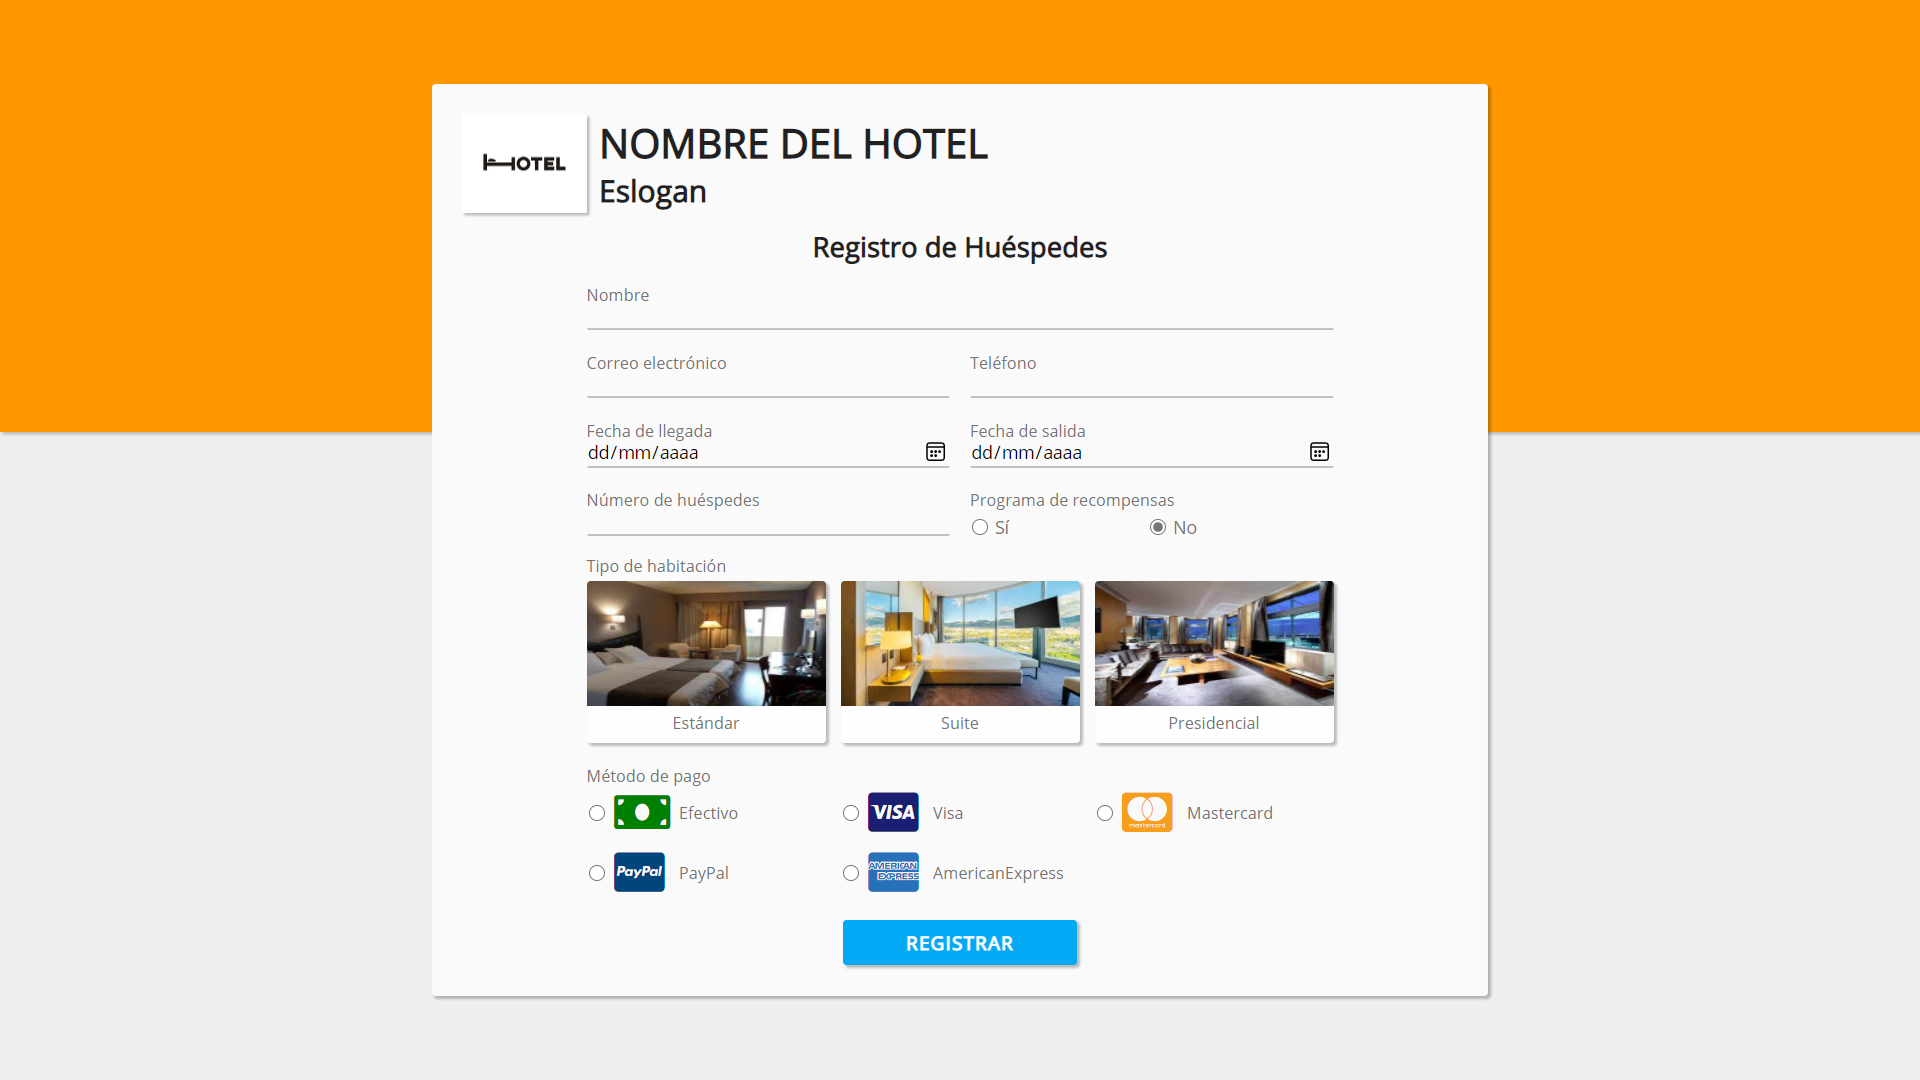 HOTEL
NOMBRE DEL HOTEL
Eslogan
Registro de Huéspedes
Nombre
Correo electrónico Teléfono
Fecha de llegada Fecha de salida
dd/mm/aaaa dd/mm/aaaa
Número de huéspedes Programa de recompensas
Sí No
Tipo de habitación
Estándar Suite Presidencial
Método de pago
Efectivo VISA Visa mastercard Mastercard
PayPal PayPal AMERICAN EXPRESS AmericanExpress
REGISTRAR